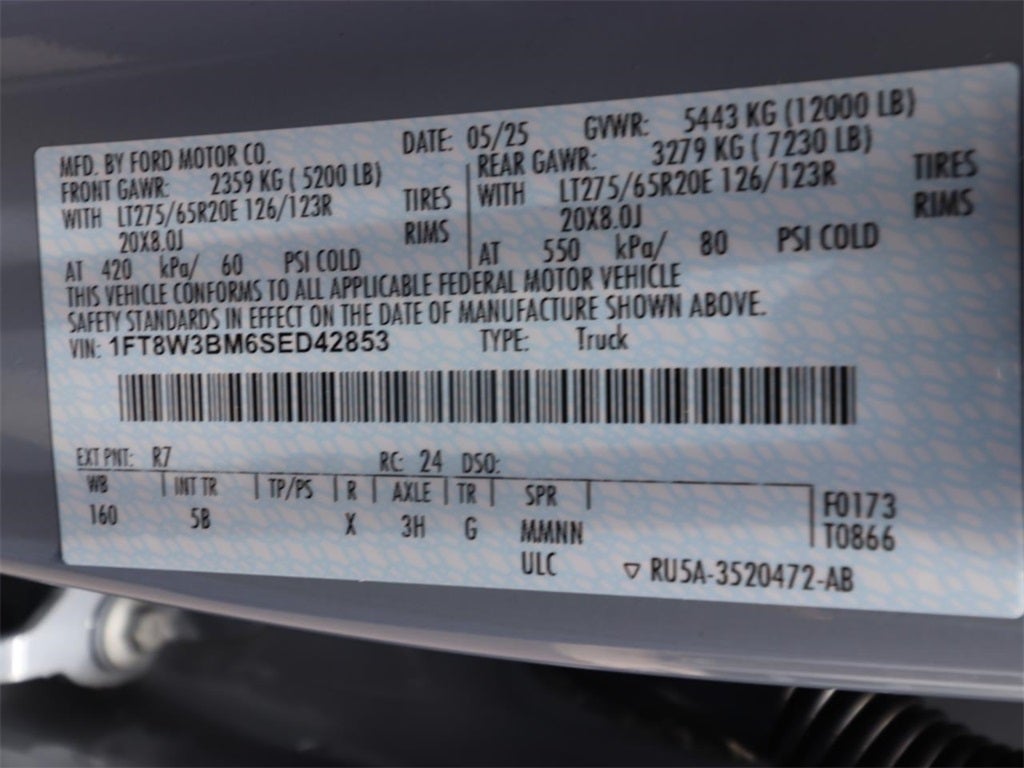 MFD. BY FORD MOTOR CO. DATE: 05/25 GVWR: 5443 KG (12000 LB)
FRONT GAWR: 2359 KG ( 5200 LB) REAR GAWR: 3279 KG ( 7230 LB)
WITH LT275/65R20E 126/123R TIRES WITH LT275/65R20E 126/123R TIRES
20X8.0J RIMS 20X8.0J RIMS
AT 420 kPa/ 60 PSI COLD AT 550 kPa/ 80 PSI COLD
THIS VEHICLE CONFORMS TO ALL APPLICABLE FEDERAL MOTOR VEHICLE
SAFETY STANDARDS IN EFFECT ON THE DATE OF MANUFACTURE SHOWN ABOVE.
VIN: 1FT8W3BM6SED42853 TYPE: Truck
EXT PNT: R7 RC: 24 DSO:
WB INT TR TP/PS R AXLE TR SPR F0173
160 5B X 3H G MMNN T0866
ULC RU5A-3520472-AB